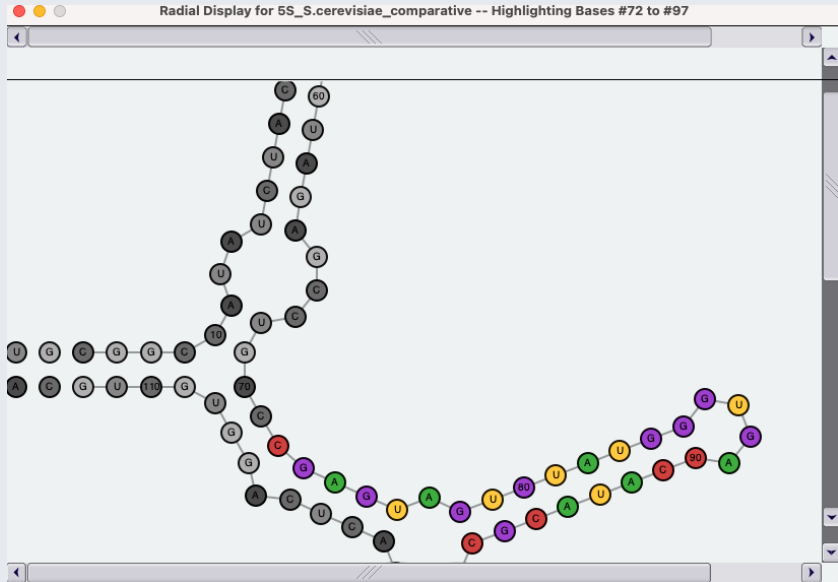 Radial Display for 5S_S.cerevisiae_comparative -- Highlighting Bases #72 to #97
C 60
A U
U A
C G
U A
A G
U C
A U C
10
U G C G G C G
A C G U 110 G 70
U C G U
G C G G G
G G A U C 90 A
A U A
A C G A U 80 U
U U G C A
C G
A C